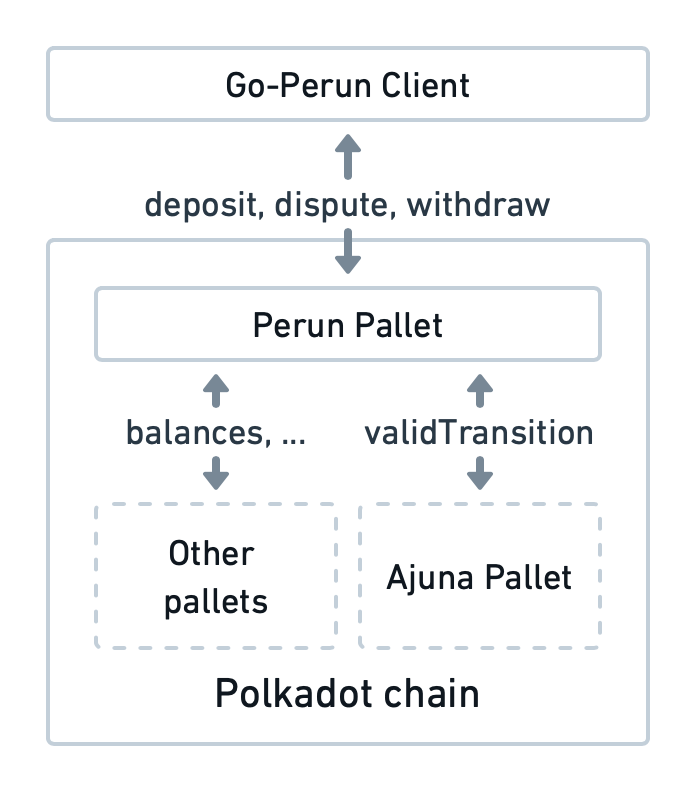 Go-Perun Client
deposit, dispute, withdraw
Perun Pallet
balances, ...
validTransition
Other
pallets
Ajuna Pallet
Polkadot chain